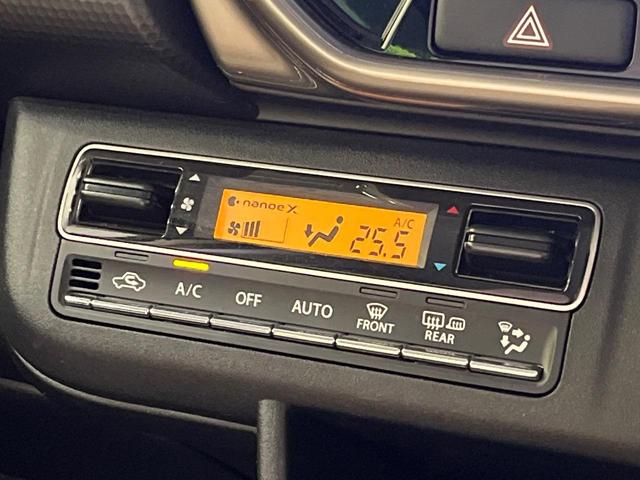 nanoe X
A/C
25.5
A/C
OFF
AUTO
FRONT
REAR